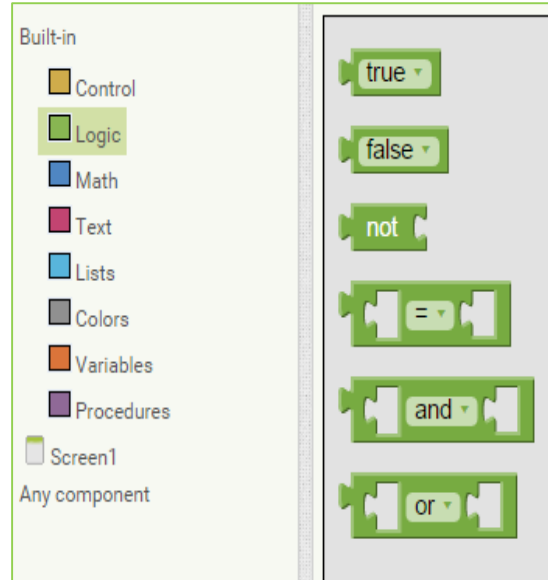 Built-in
Control
Logic
Math
Text
Lists
Colors
Variables
Procedures
Screen1
Any component
true
false
not
=
and
or